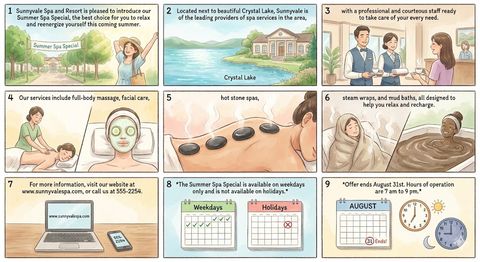 1 Sunnyvale Spa and Resort is pleased to introduce our
Summer Spa Special, the best choice for you to relax
and reenergize yourself this coming summer.
Summer Spa Special
2 Located next to beautiful Crystal Lake, Sunnyvale is
of the leading providers of spa services in the area,
Crystal Lake
3 with a professional and courteous staff ready
to take care of your every need.
4 Our services include full-body massage, facial care,
5 hot stone spas,
6 steam wraps, and mud baths, all designed to
help you relax and recharge.
7 For more information, visit our website at
www.sunnyvalespa.com, or call us at 555-2254.
www.sunnyvalespa.com
555-
2254
8 *The Summer Spa Special is available on weekdays
only and is not available on holidays.*
Weekdays
Holidays
9 *Offer ends August 31st. Hours of operation
are 7 am to 9 pm.*
AUGUST
31 Ends!